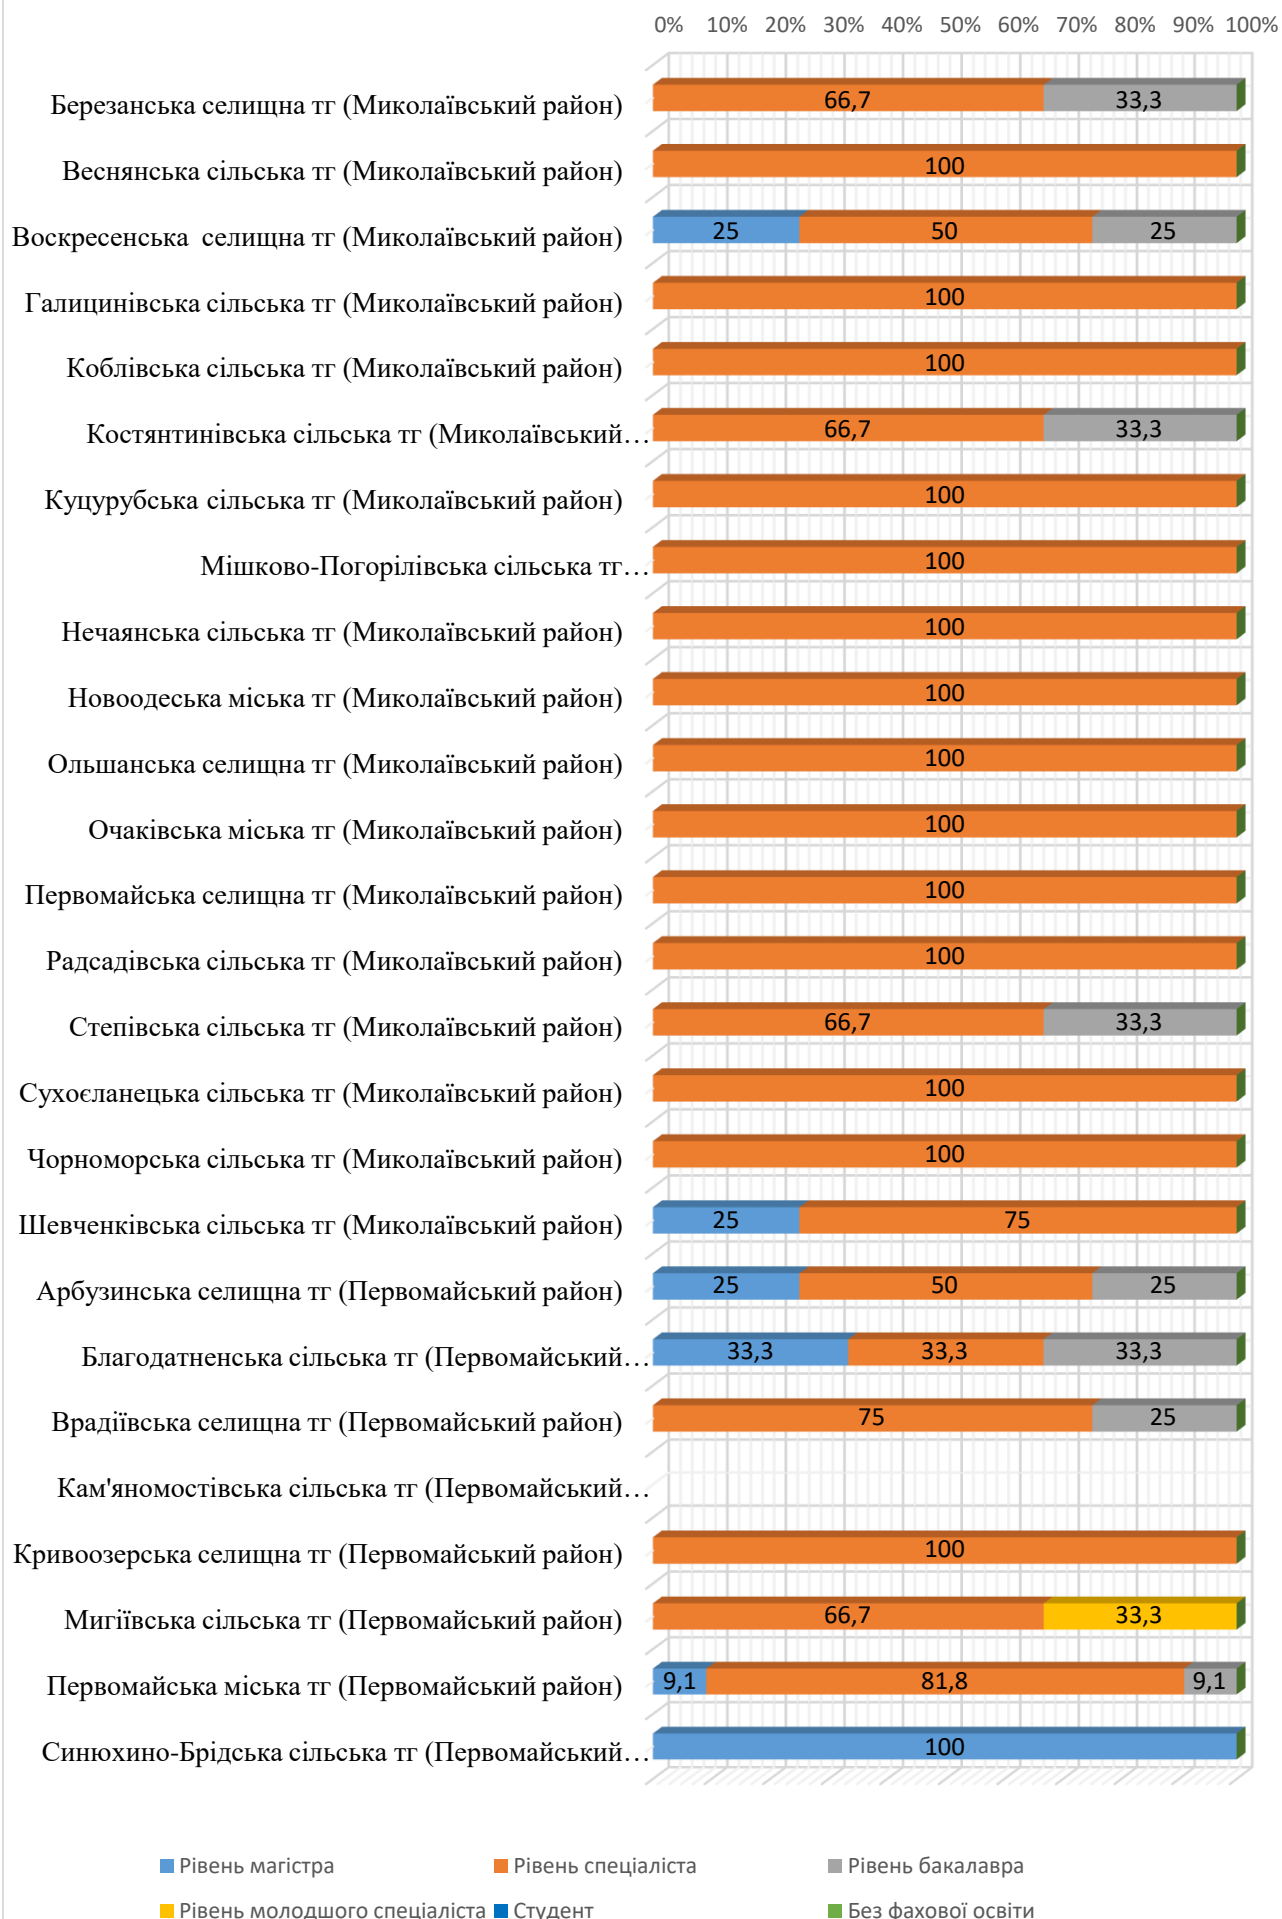 0% 10% 20% 30% 40% 50% 60% 70% 80% 90% 100%
Березанська селищна тг (Миколаївський район) 66,7 33,3
Веснянська сільська тг (Миколаївський район) 100
Воскресенська селищна тг (Миколаївський район) 25 50 25
Галицинівська сільська тг (Миколаївський район) 100
Коблівська сільська тг (Миколаївський район) 100
Костянтинівська сільська тг (Миколаївський… 66,7 33,3
Куцурубська сільська тг (Миколаївський район) 100
Мішково-Погорілівська сільська тг… 100
Нечаянська сільська тг (Миколаївський район) 100
Новоодеська міська тг (Миколаївський район) 100
Ольшанська селищна тг (Миколаївський район) 100
Очаківська міська тг (Миколаївський район) 100
Первомайська селищна тг (Миколаївський район) 100
Радсадівська сільська тг (Миколаївський район) 100
Степівська сільська тг (Миколаївський район) 66,7 33,3
Сухоєланецька сільська тг (Миколаївський район) 100
Чорноморська сільська тг (Миколаївський район) 100
Шевченківська сільська тг (Миколаївський район) 25 75
Арбузинська селищна тг (Первомайський район) 25 50 25
Благодатненська сільська тг (Первомайський… 33,3 33,3 33,3
Врадіївська селищна тг (Первомайський район) 75 25
Кам'яномостівська сільська тг (Первомайський…
Кривоозерська селищна тг (Первомайський район) 100
Мигіївська сільська тг (Первомайський район) 66,7 33,3
Первомайська міська тг (Первомайський район) 9,1 81,8 9,1
Синюхино-Брідська сільська тг (Первомайський… 100
Рівень магістра Рівень спеціаліста Рівень бакалавра
Рівень молодшого спеціаліста Студент Без фахової освіти